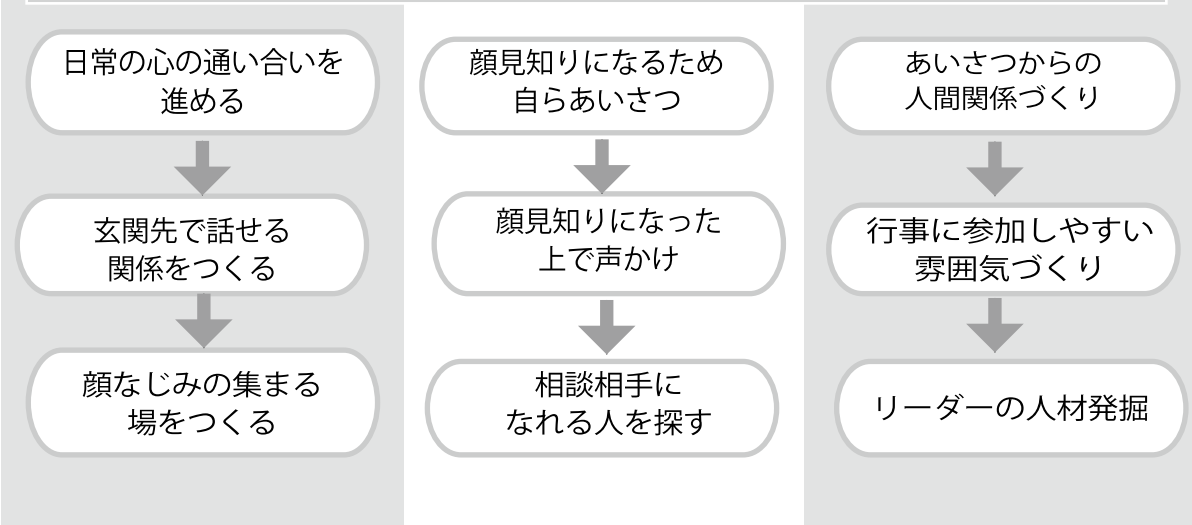 日常の心の通い合いを
進める
玄関先で話せる
関係をつくる
顔なじみの集まる
場をつくる
顔見知りになるため
自らあいさつ
顔見知りになった
上で声かけ
相談相手に
なれる人を探す
あいさつからの
人間関係づくり
行事に参加しやすい
雰囲気づくり
リーダーの人材発掘